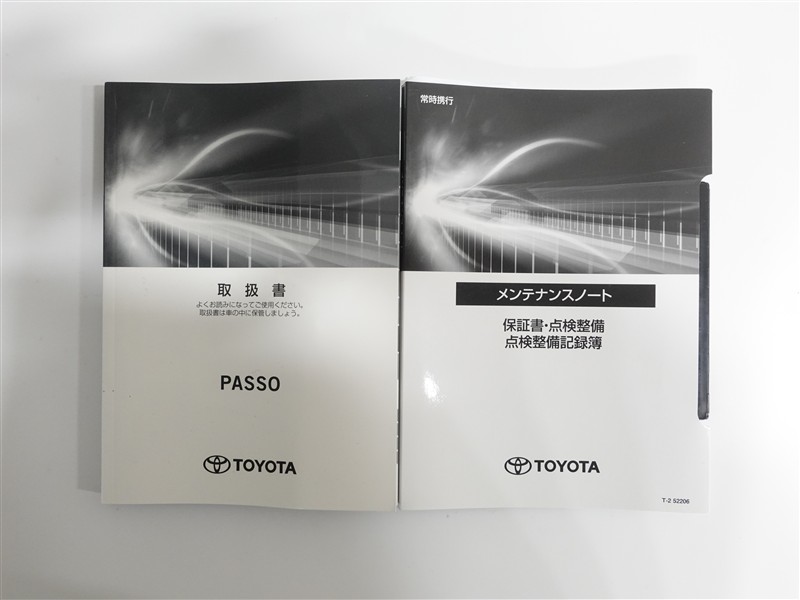 取扱書
よくお読みになってご使用ください。
取扱書は車の中に保管しましょう。
PASSO
TOYOTA
常時携行
メンテナンスノート
保証書・点検整備
点検整備記録簿
TOYOTA
T-2 52206